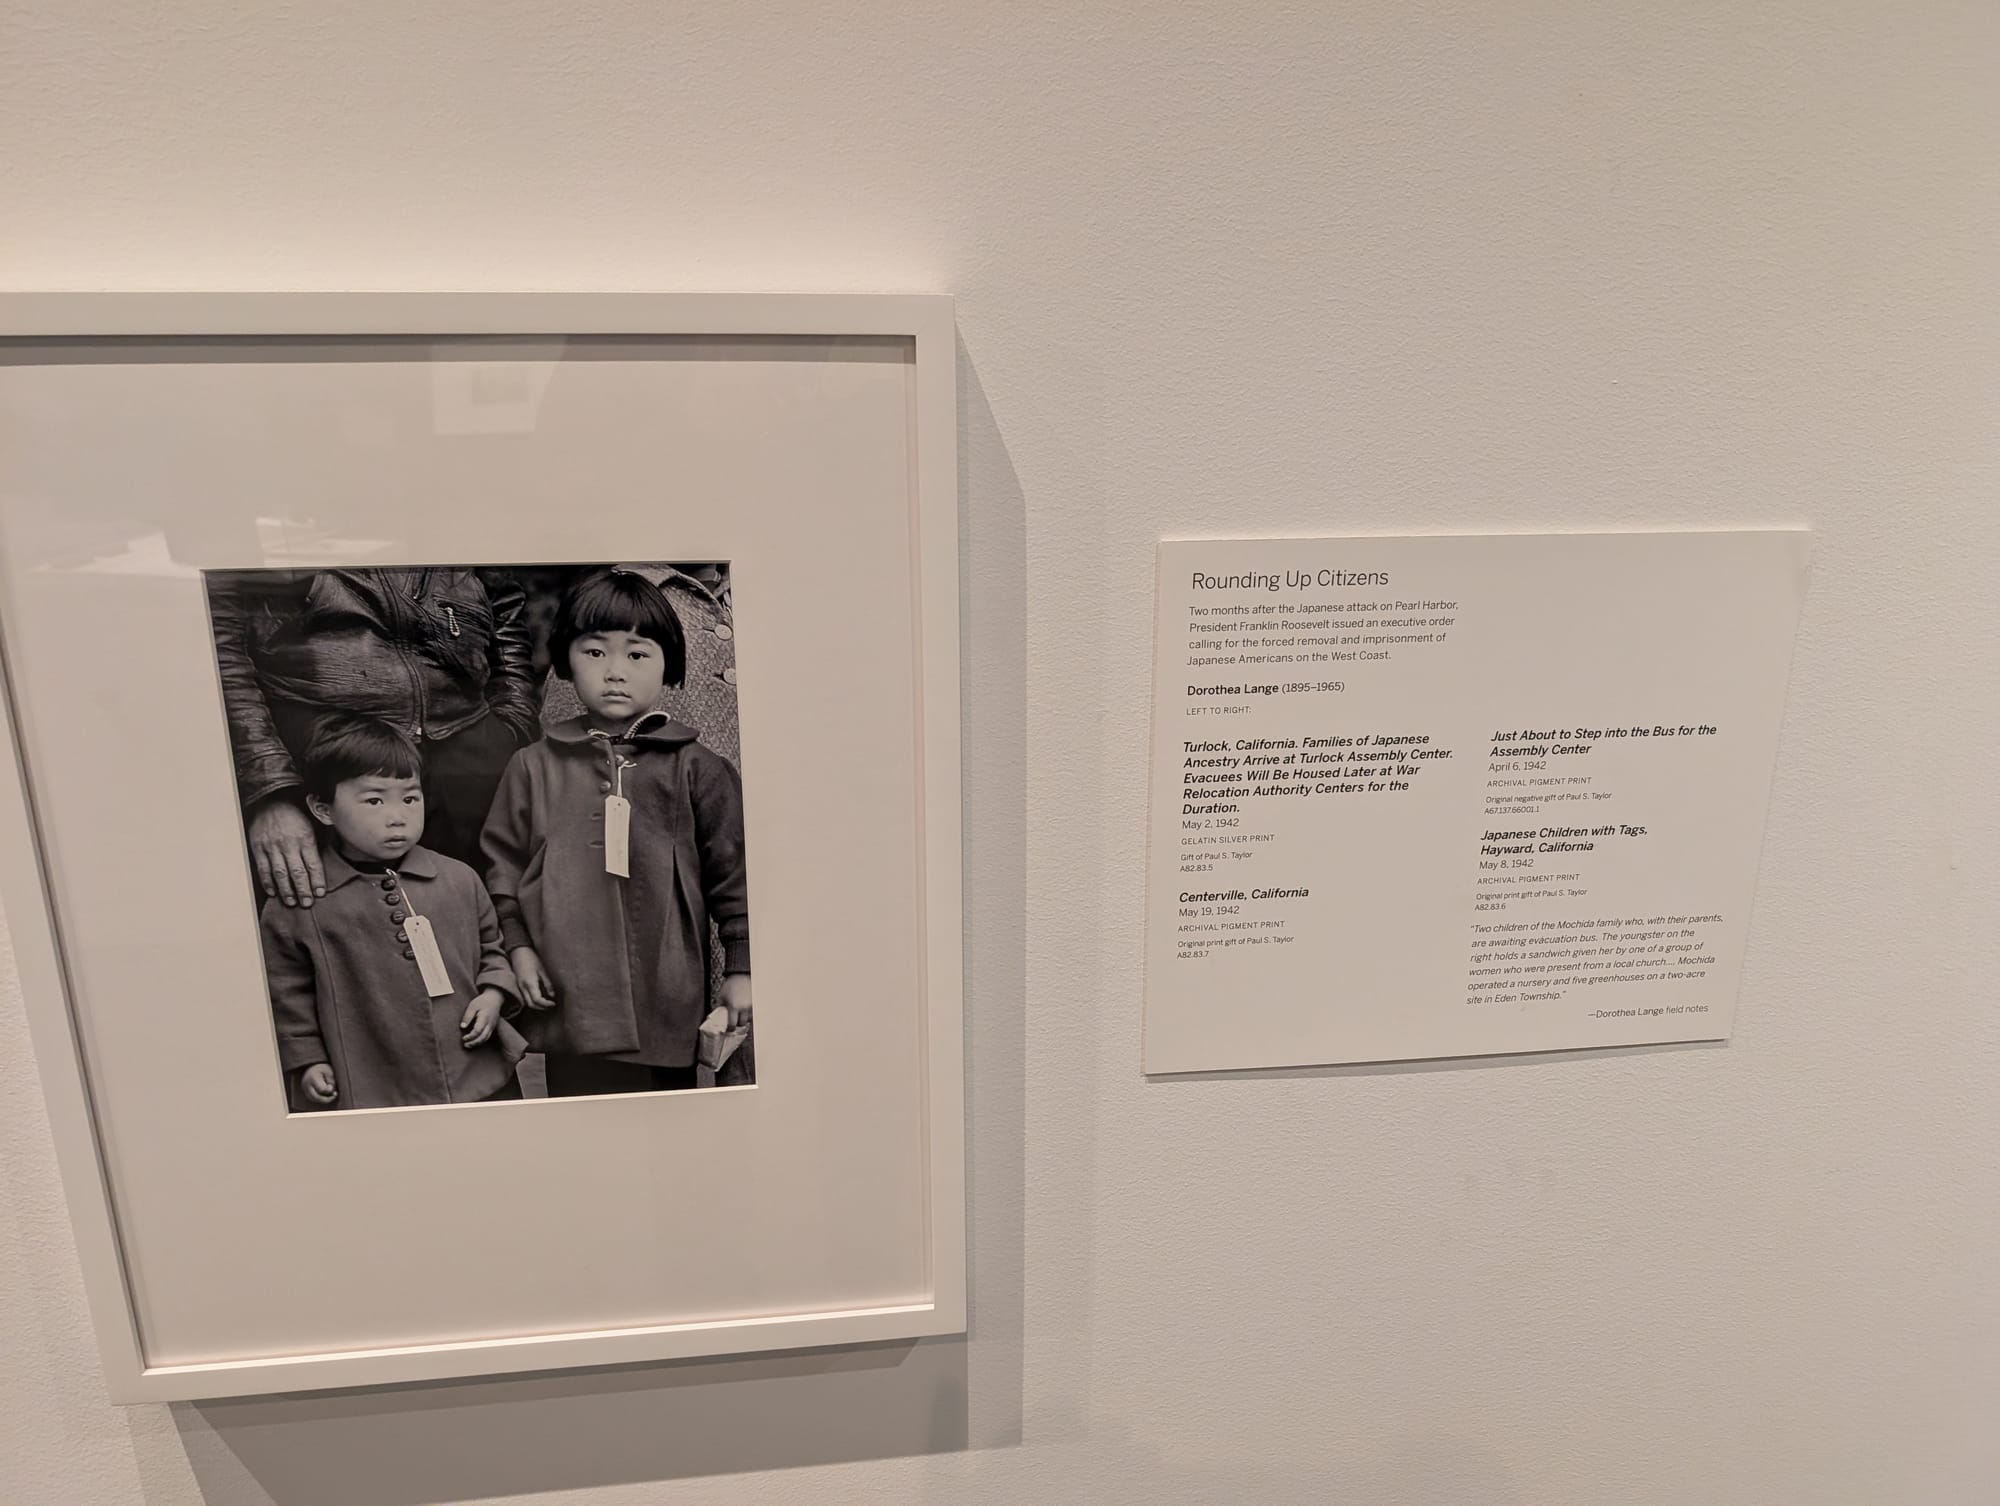 Rounding Up Citizens
Two months after the Japanese attack on Pearl Harbor,
President Franklin Roosevelt issued an executive order
calling for the forced removal and imprisonment of
Japanese Americans on the West Coast.
Dorothea Lange (1895–1965)
LEFT TO RIGHT:
Turlock, California. Families of Japanese
Ancestry Arrive at Turlock Assembly Center.
Evacuees Will Be Housed Later at War
Relocation Authority Centers for the
Duration.
May 2, 1942
GELATIN SILVER PRINT
Gift of Paul S. Taylor
A82.83.5
Centerville, California
May 19, 1942
ARCHIVAL PIGMENT PRINT
Original print gift of Paul S. Taylor
A82.83.7
Just About to Step into the Bus for the
Assembly Center
April 6, 1942
ARCHIVAL PIGMENT PRINT
Original negative gift of Paul S. Taylor
A67.137.66001.1
Japanese Children with Tags,
Hayward, California
May 8, 1942
ARCHIVAL PIGMENT PRINT
Original print gift of Paul S. Taylor
A82.83.6
"Two children of the Mochida family who, with their parents,
are awaiting evacuation bus. The youngster on the
right holds a sandwich given her by one of a group of
women who were present from a local church.... Mochida
operated a nursery and five greenhouses on a two-acre
site in Eden Township."
—Dorothea Lange field notes